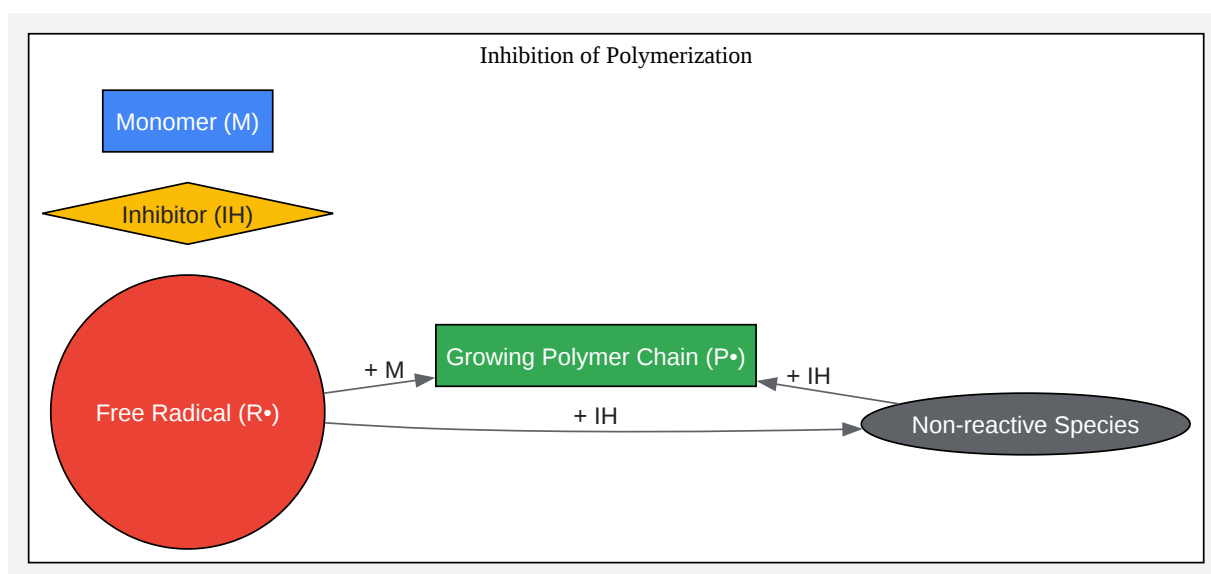 Inhibition of Polymerization
Monomer (M)
Inhibitor (IH)
Free Radical (R•)
+ M
Growing Polymer Chain (P•)
+ IH
+ IH
Non-reactive Species